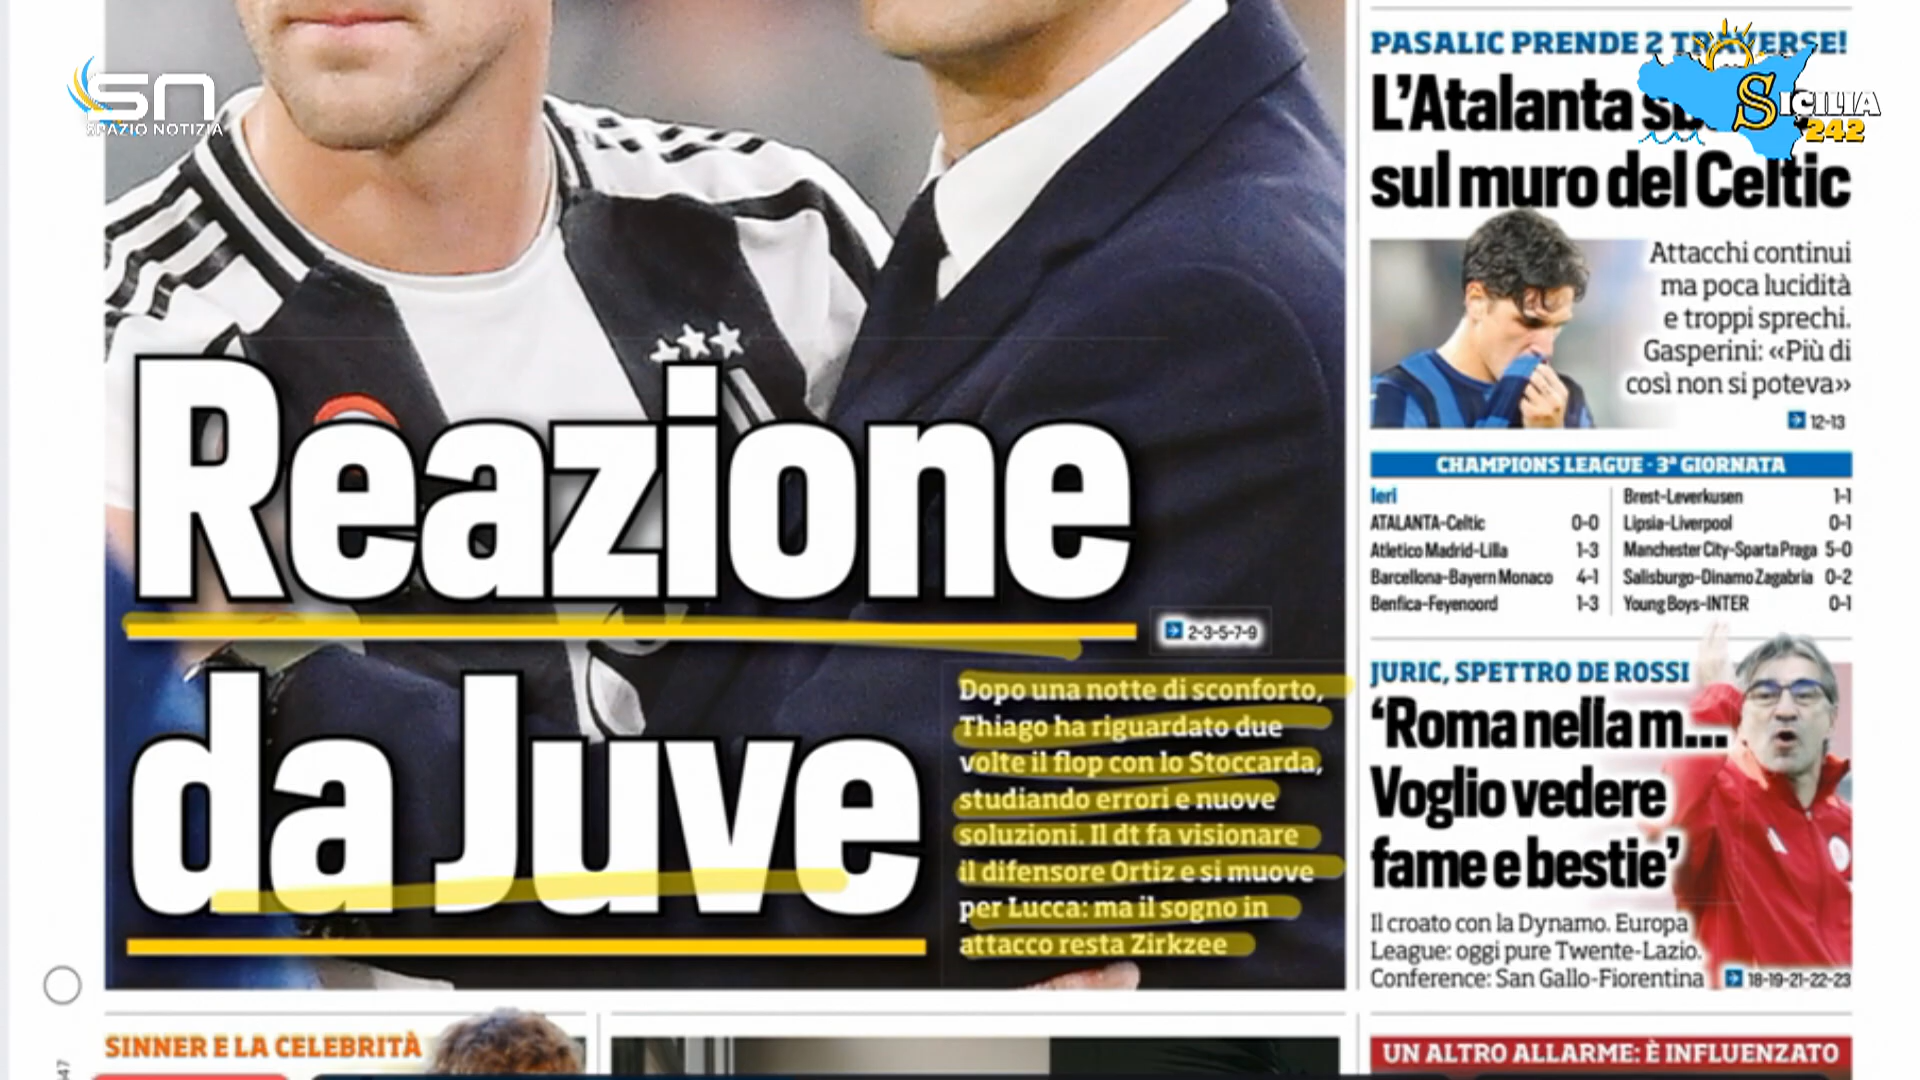 SN
SPAZIO NOTIZIA
Reazione
da Juve
2-3-5-7-9
Dopo una notte di sconforto,
Thiago ha riguardato due
volte il flop con lo Stoccarda,
studiando errori e nuove
soluzioni. Il dt fa visionare
il difensore Ortiz e si muove
per Lucca: ma il sogno in
attacco resta Zirkzee
SINNER E LA CELEBRITÀ
PASALIC PRENDE 2
L'Atalanta
sul muro del Celtic
SICILIA
242
Attacchi continui
ma poca lucidità
e troppi sprechi.
Gasperini: «Più di
così non si poteva»
12-13
CHAMPIONS LEAGUE - 3ª GIORNATA
Ieri
ATALANTA-Celtic 0-0
Atletico Madrid-Lilla 1-3
Barcellona-Bayern Monaco 4-1
Benfica-Feyenoord 1-3
Brest-Leverkusen 1-1
Lipsia-Liverpool 0-1
Manchester City-Sparta Praga 5-0
Salisburgo-Dinamo Zagabria 0-2
Young Boys-INTER 0-1
JURIC, SPETTRO DE ROSSI
‘Roma nella m...
Voglio vedere
fame e bestie’
Il croato con la Dynamo. Europa
League: oggi pure Twente-Lazio.
Conference: San Gallo-Fiorentina
18-19-21-22-23
UN ALTRO ALLARME: È INFLUENZATO